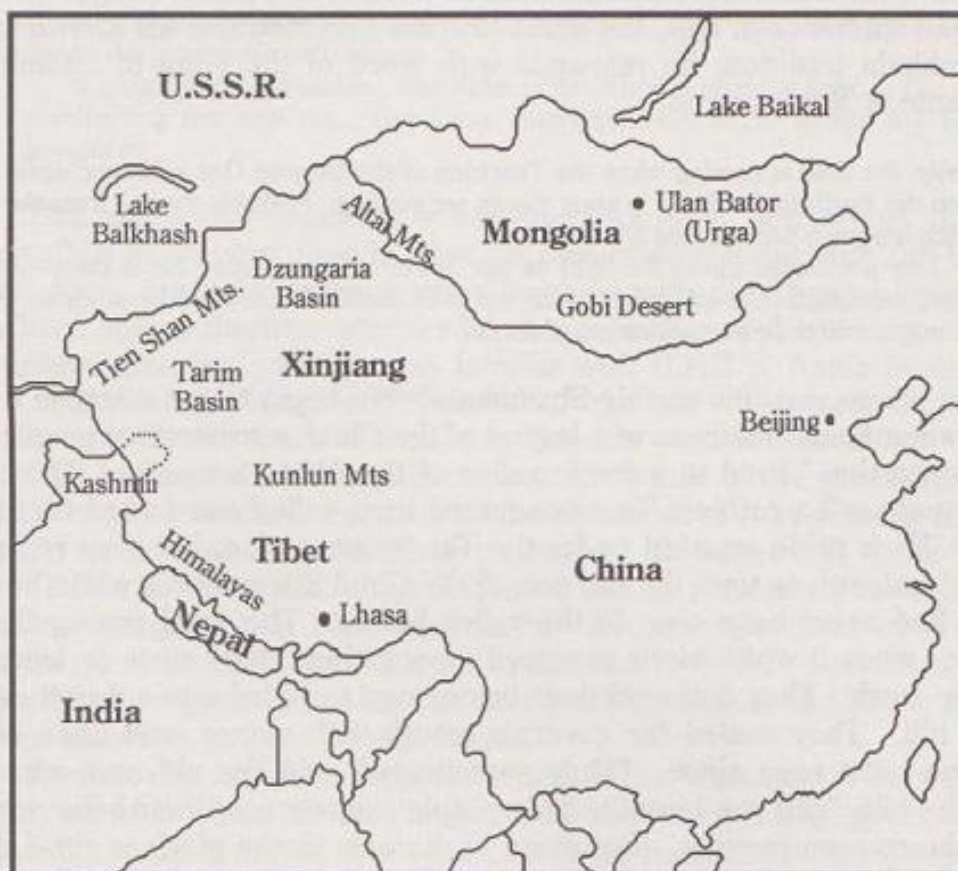 U.S.S.R.
Lake Baikal
Lake
Balkhash
Altai Mts.
Mongolia
Ulan Bator
(Urga)
Dzungaria
Basin
Gobi Desert
Tien Shan Mts.
Xinjiang
Tarim
Basin
Beijing
Kashmir
Kunlun Mts
Tibet
China
Himalayas
Nepal
Lhasa
India